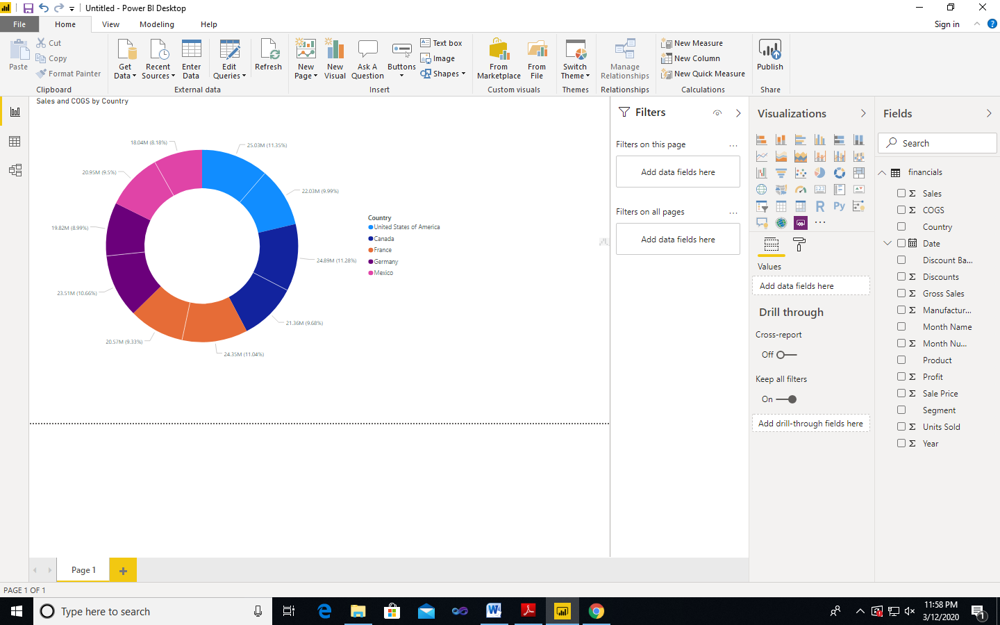 Untitled - Power BI Desktop
File Home View Modeling Help Sign in
Paste
Cut
Copy
Format Painter
Clipboard
Get Data
Recent Sources
Enter Data
Edit Queries
Refresh
External data
New Page
New Visual
Ask A Question
Buttons
Text box
Image
Shapes
Insert
From Marketplace
From File
Custom visuals
Switch Theme
Themes
Manage Relationships
Relationships
New Measure
New Column
New Quick Measure
Calculations
Publish
Share
Sales and COGS by Country
18.04M (8.18%)
25.03M (11.35%)
20.95M (9.5%)
22.03M (9.99%)
19.82M (8.99%)
24.89M (11.28%)
23.51M (10.66%)
21.36M (9.68%)
20.57M (9.33%)
24.35M (11.04%)
Country
United States of America
Canada
France
Germany
Mexico
Filters
Filters on this page
Add data fields here
Filters on all pages
Add data fields here
Visualizations
R
Py
123
Values
Add data fields here
Drill through
Cross-report
Off
Keep all filters
On
Add drill-through fields here
Fields
Search
financials
Σ Sales
Σ COGS
Country
Date
Discount Ba...
Σ Discounts
Σ Gross Sales
Σ Manufactur...
Month Name
Σ Month Nu...
Product
Σ Profit
Σ Sale Price
Segment
Σ Units Sold
Σ Year
Page 1
PAGE 1 OF 1
Type here to search
11:58 PM
3/12/2020
1